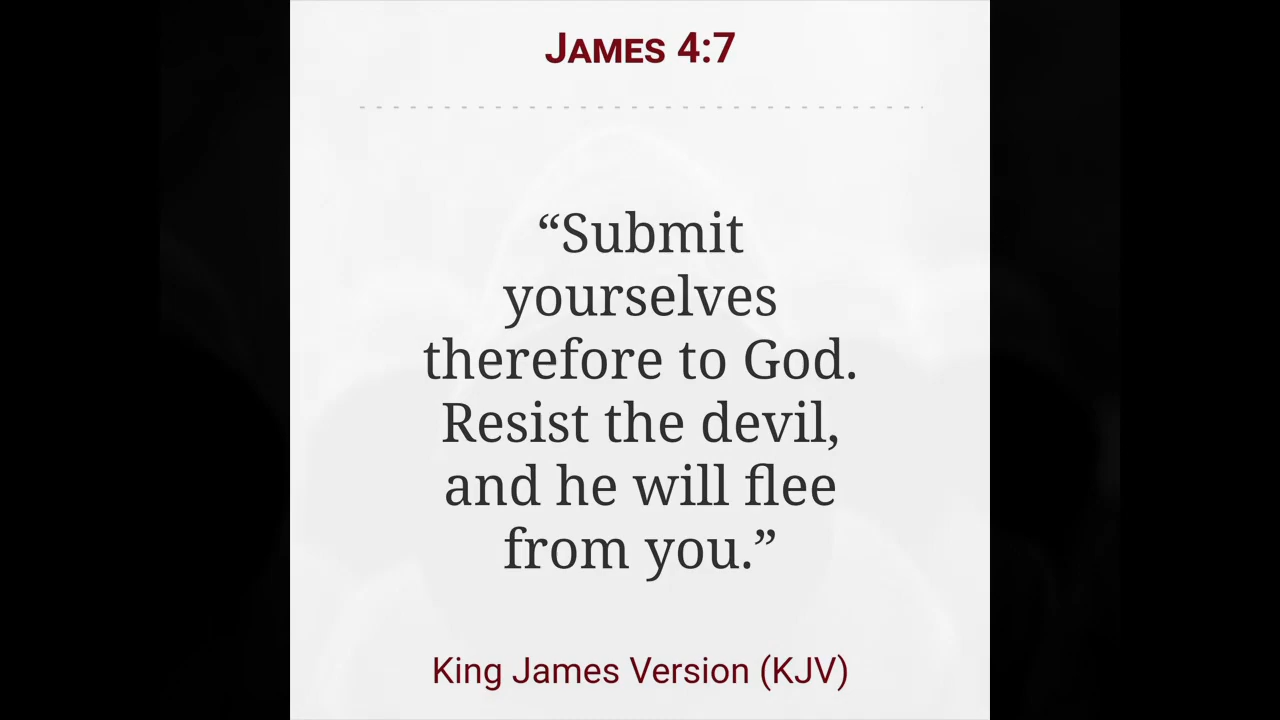 James 4:7
“Submit
yourselves
therefore to God.
Resist the devil,
and he will flee
from you.”
King James Version (KJV)